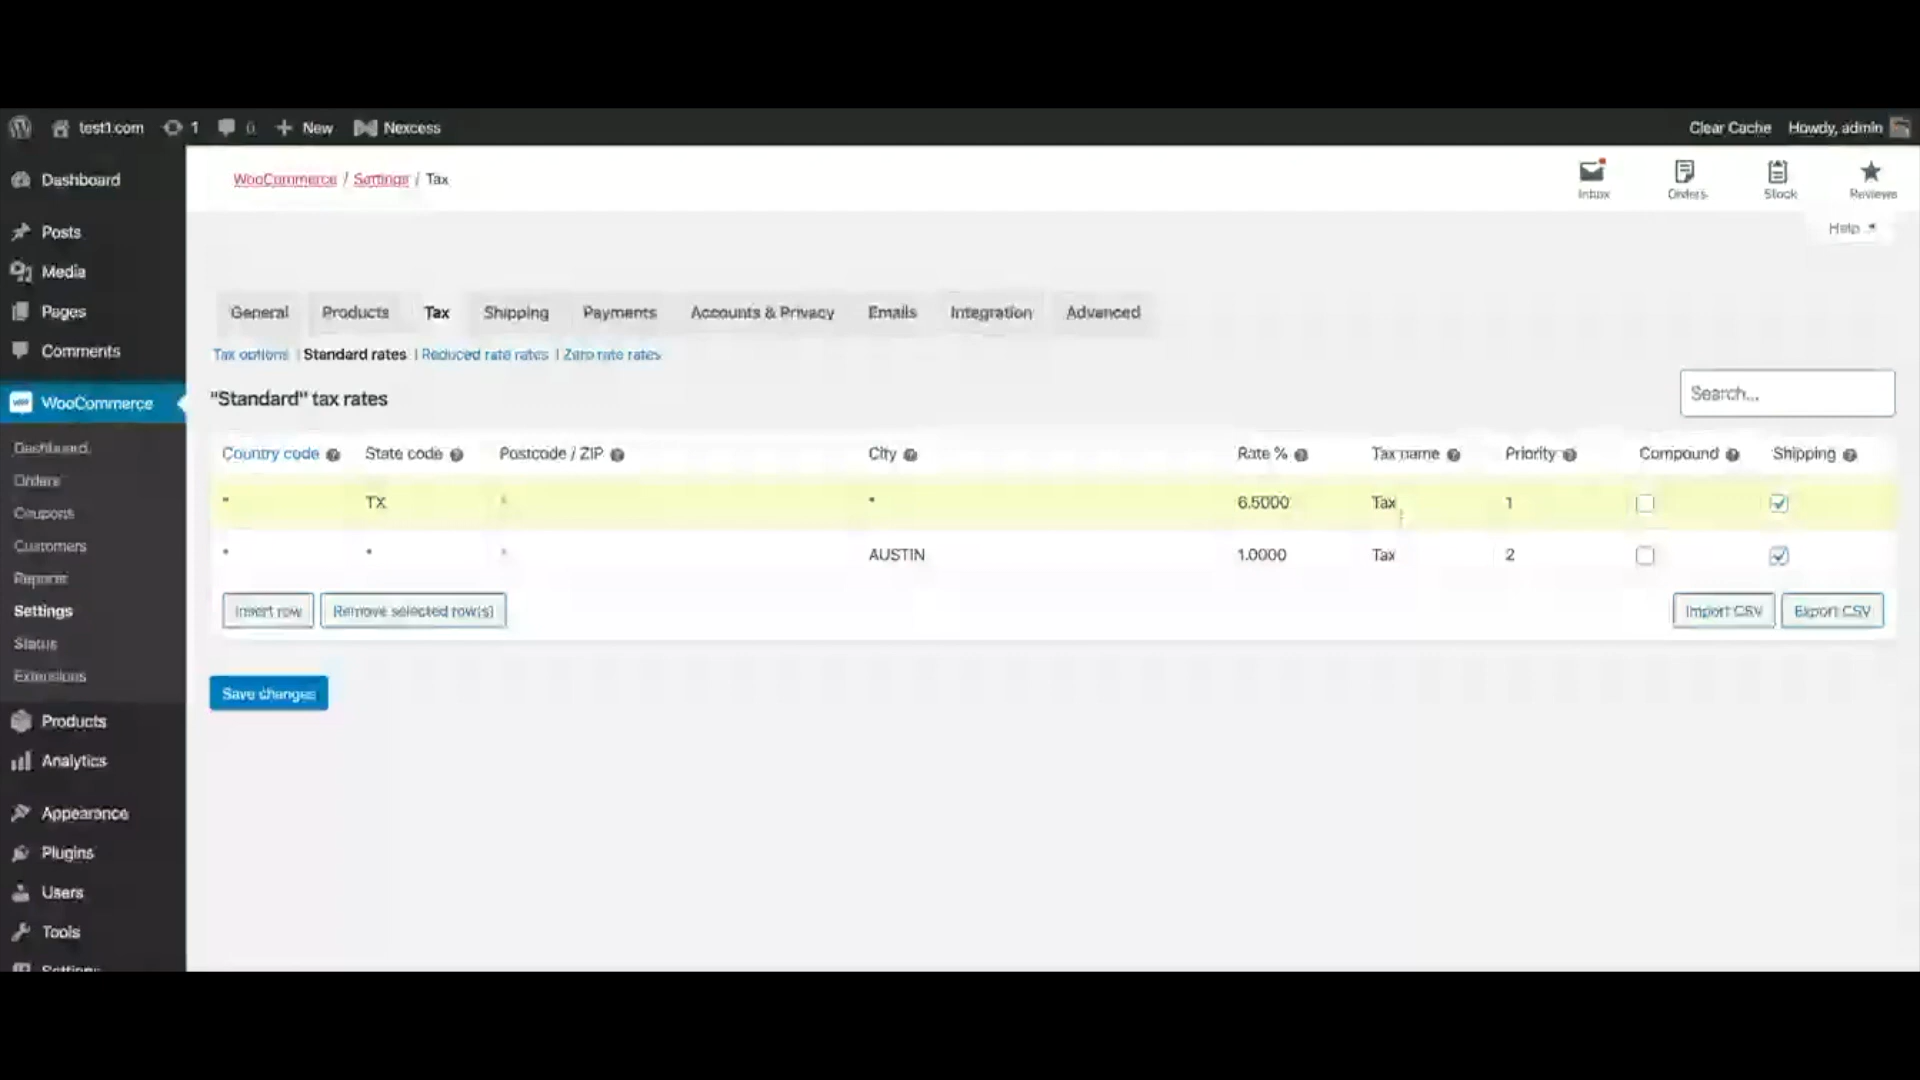 test1.com 1 0 New Nexcess Clear Cache Howdy, admin
Dashboard
Posts
Media
Pages
Comments
WooCommerce
Dashboard
Orders
Coupons
Customers
Reports
Settings
Status
Extensions
Products
Analytics
Appearance
Plugins
Users
Tools
Settings
WooCommerce / Settings / Tax
Inbox Orders Stock Reviews
Help
General Products Tax Shipping Payments Accounts & Privacy Emails Integration Advanced
Tax options | Standard rates | Reduced rate rates | Zero rate rates
"Standard" tax rates
Search...
Country code State code Postcode / ZIP City Rate % Tax name Priority Compound Shipping
* TX * * 6.5000 Tax 1
* * * AUSTIN 1.0000 Tax 2
Insert row Remove selected row(s) Import CSV Export CSV
Save changes